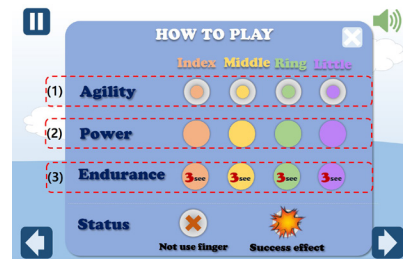 HOW TO PLAY
Index Middle Ring Little
(1) Agility
(2) Power
(3) Endurance 3sec 3sec 3sec 3sec
Status
Not use finger Success effect